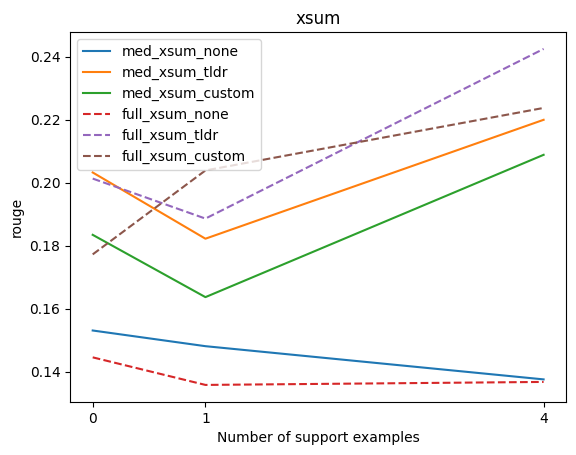 xsum
0.24
0.22
0.20
0.18
0.16
0.14
rouge
med_xsum_none
med_xsum_tldr
med_xsum_custom
full_xsum_none
full_xsum_tldr
full_xsum_custom
0 1 4
Number of support examples